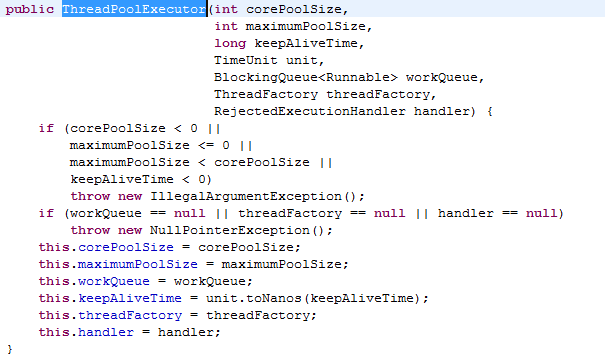 public ThreadPoolExecutor(int corePoolSize,
                          int maximumPoolSize,
                          long keepAliveTime,
                          TimeUnit unit,
                          BlockingQueue<Runnable> workQueue,
                          ThreadFactory threadFactory,
                          RejectedExecutionHandler handler) {
    if (corePoolSize < 0 ||
        maximumPoolSize <= 0 ||
        maximumPoolSize < corePoolSize ||
        keepAliveTime < 0)
        throw new IllegalArgumentException();
    if (workQueue == null || threadFactory == null || handler == null)
        throw new NullPointerException();
    this.corePoolSize = corePoolSize;
    this.maximumPoolSize = maximumPoolSize;
    this.workQueue = workQueue;
    this.keepAliveTime = unit.toNanos(keepAliveTime);
    this.threadFactory = threadFactory;
    this.handler = handler;
}